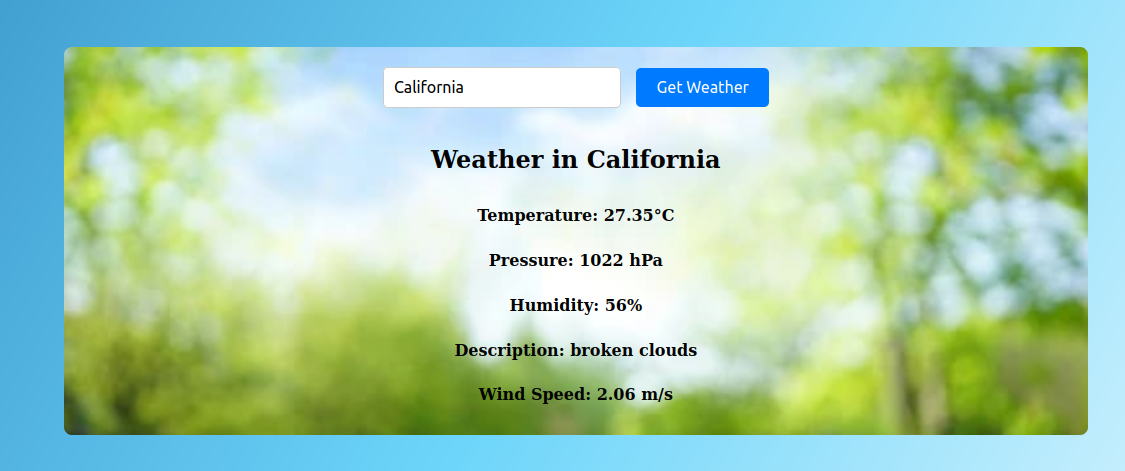 California
Get Weather
Weather in California
Temperature: 27.35°C
Pressure: 1022 hPa
Humidity: 56%
Description: broken clouds
Wind Speed: 2.06 m/s